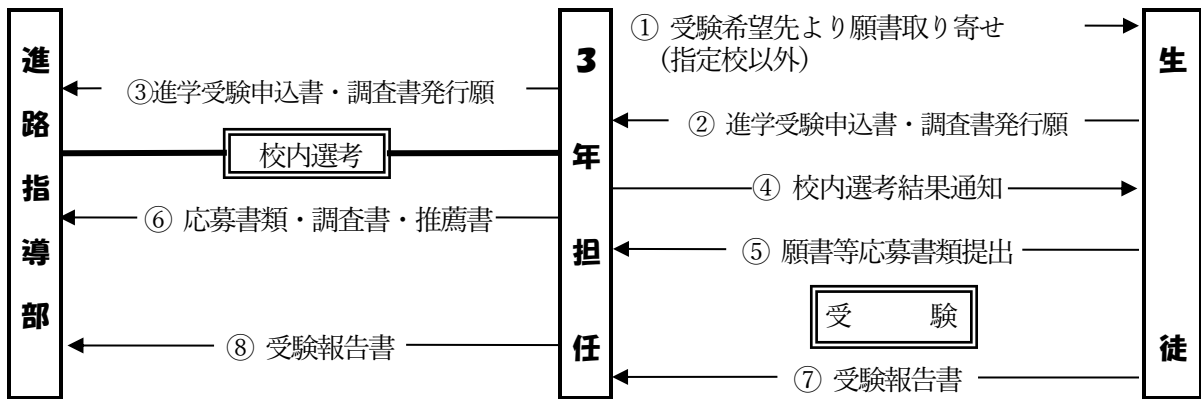 進路指導部
3年担任
生徒
① 受験希望先より願書取り寄せ
(指定校以外)
③進学受験申込書・調査書発行願
② 進学受験申込書・調査書発行願
校内選考
④ 校内選考結果通知
⑥ 応募書類・調査書・推薦書
⑤ 願書等応募書類提出
受　験
⑧ 受験報告書
⑦ 受験報告書